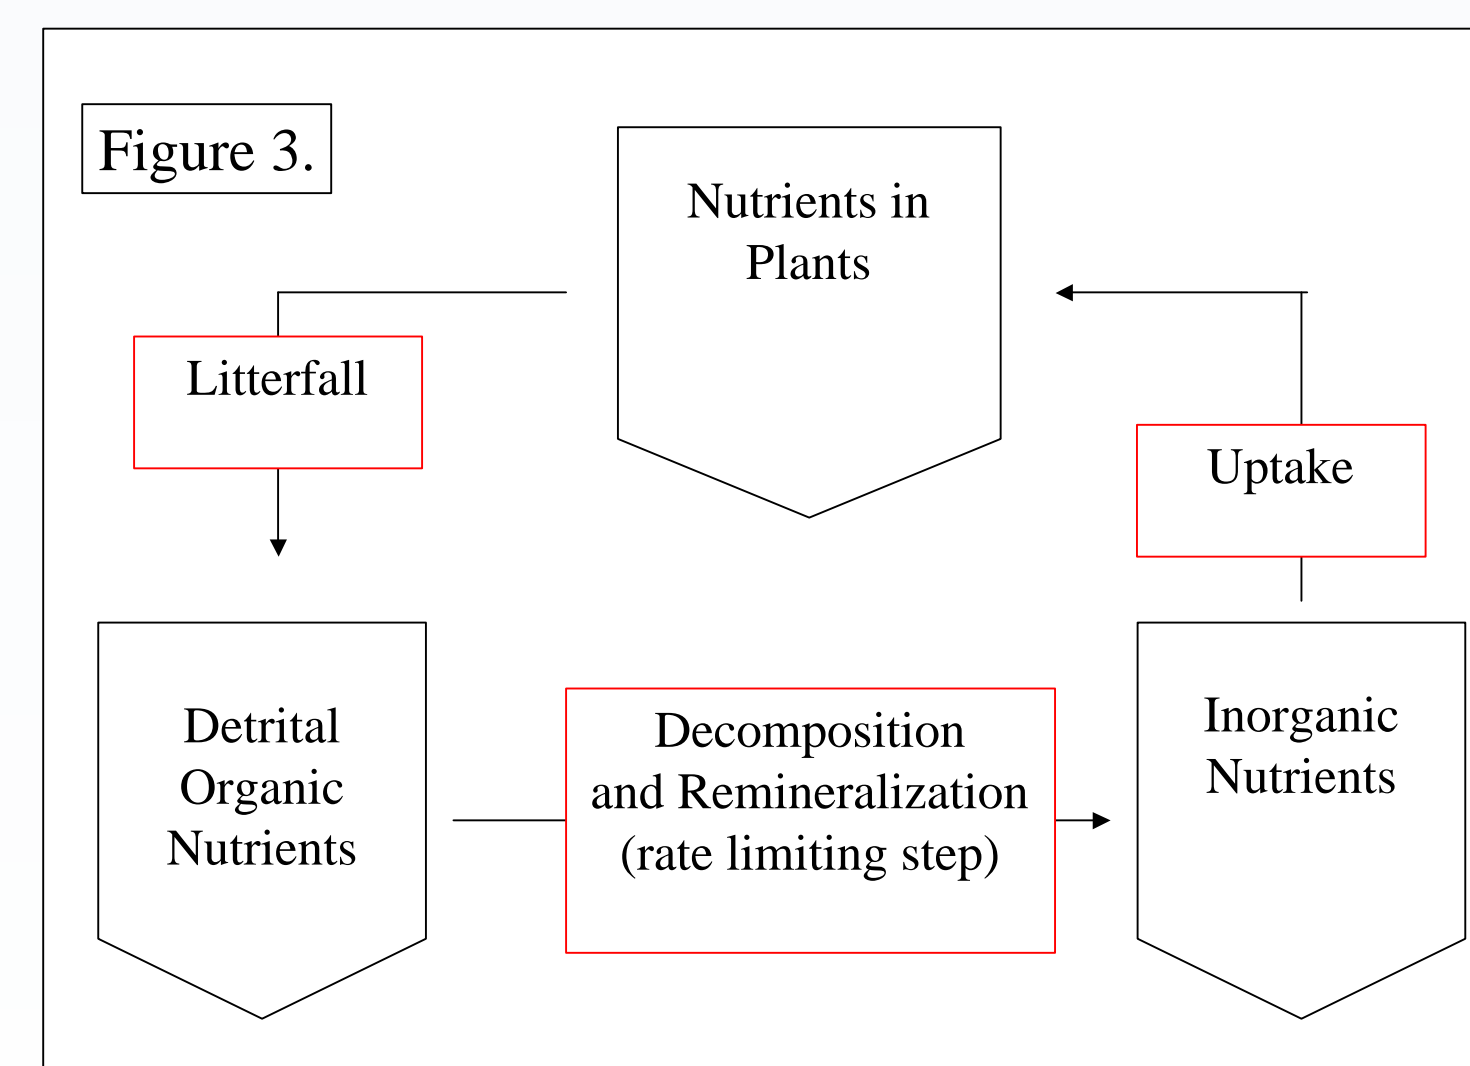 Figure 3.
Nutrients in
Plants
Litterfall
Uptake
Detrital
Organic
Nutrients
Decomposition
and Remineralization
(rate limiting step)
Inorganic
Nutrients